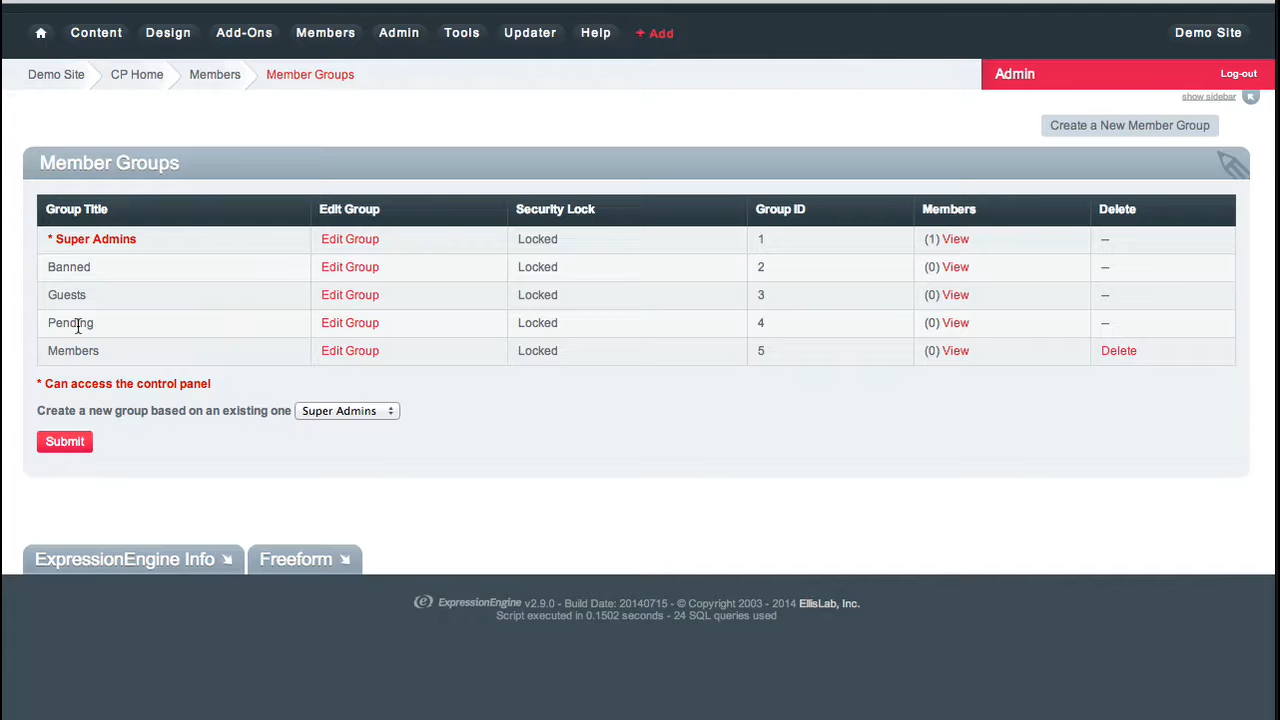 Content Design Add-Ons Members Admin Tools Updater Help + Add Demo Site
Demo Site CP Home Members Member Groups Admin Log-out
show sidebar
Create a New Member Group
Member Groups
Group Title Edit Group Security Lock Group ID Members Delete
* Super Admins Edit Group Locked 1 (1) View --
Banned Edit Group Locked 2 (0) View --
Guests Edit Group Locked 3 (0) View --
Pending Edit Group Locked 4 (0) View --
Members Edit Group Locked 5 (0) View Delete
* Can access the control panel
Create a new group based on an existing one Super Admins
Submit
ExpressionEngine Info Freeform
ExpressionEngine v2.9.0 - Build Date: 20140715 - © Copyright 2003 - 2014 EllisLab, Inc.
Script executed in 0.1502 seconds - 24 SQL queries used